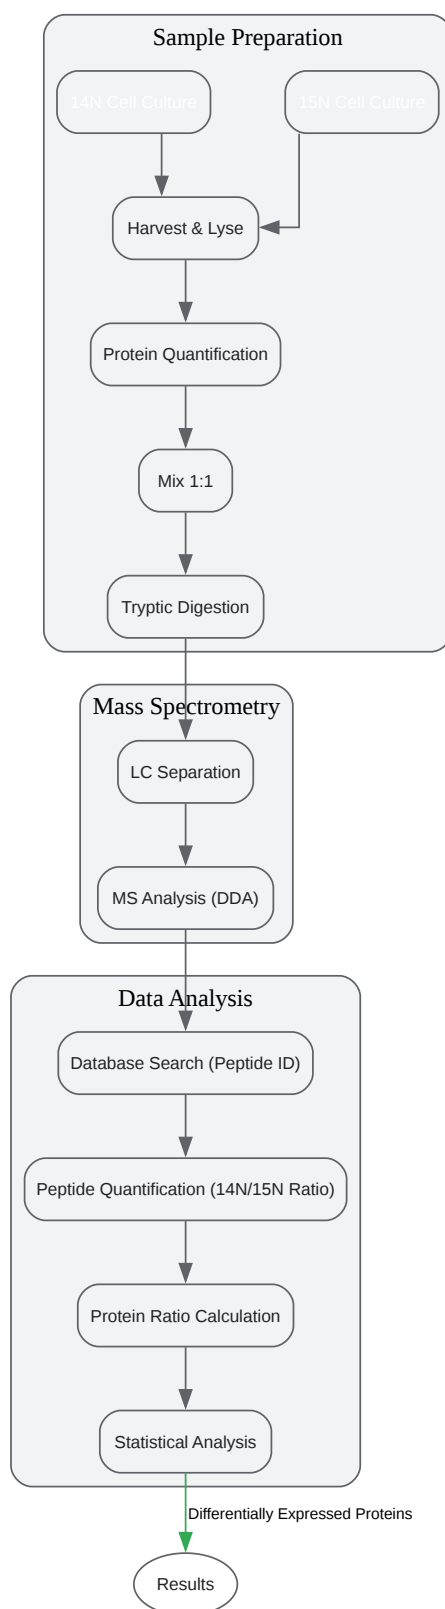 Sample Preparation
14N Cell Culture
15N Cell Culture
Harvest & Lyse
Protein Quantification
Mix 1:1
Tryptic Digestion
Mass Spectrometry
LC Separation
MS Analysis (DDA)
Data Analysis
Database Search (Peptide ID)
Peptide Quantification (14N/15N Ratio)
Protein Ratio Calculation
Statistical Analysis
Differentially Expressed Proteins
Results